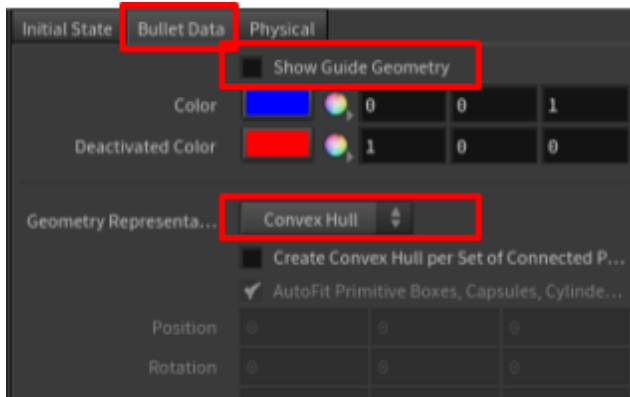 Initial State Bullet Data Physical
Show Guide Geometry
Color 0 0 1
Deactivated Color 1 0 0
Geometry Representa... Convex Hull
Create Convex Hull per Set of Connected P...
AutoFit Primitive Boxes, Capsules, Cylinde...
Position 0 0 0
Rotation 0 0 0